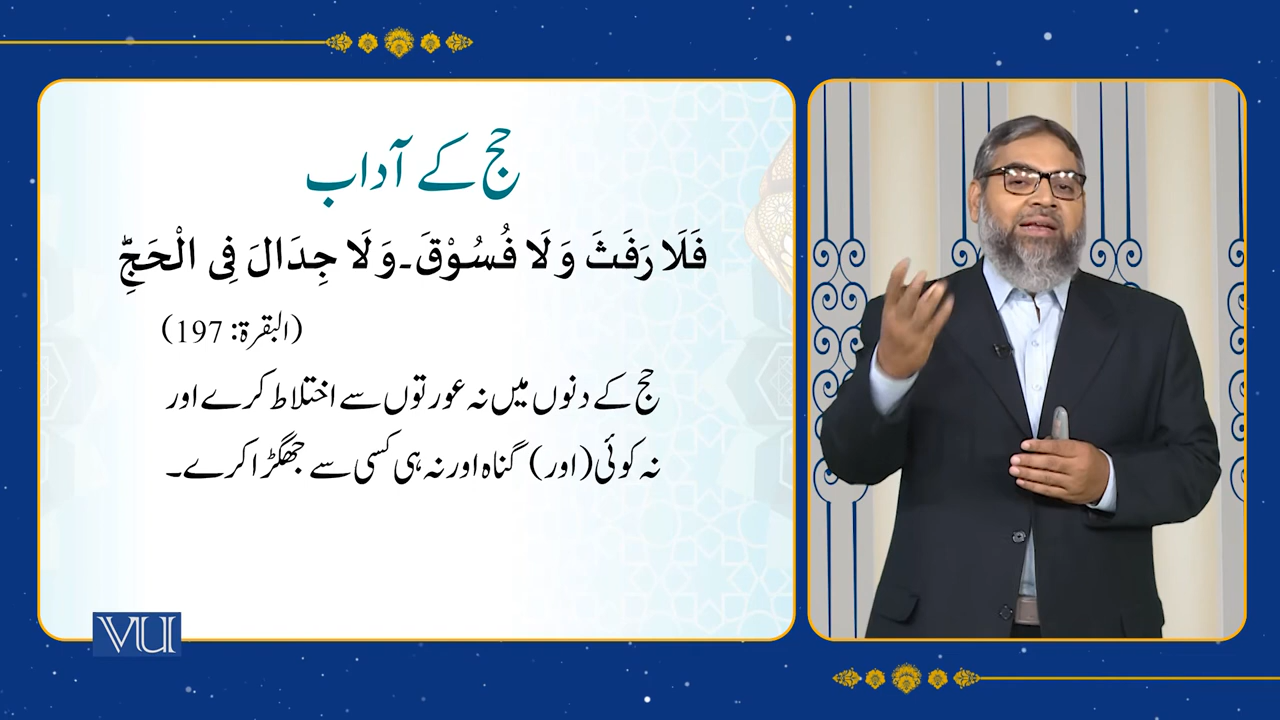 حج کے آداب
فَلَا رَفَثَ وَلَا فُسُوْقَ۔وَلَا جِدَالَ فِی الْحَجِّ
(البقرۃ: 197)
حج کے دنوں میں نہ عورتوں سے اختلاط کرے اور
نہ کوئی(اور) گناہ اور نہ ہی کسی سے جھگڑا کرے۔
VU